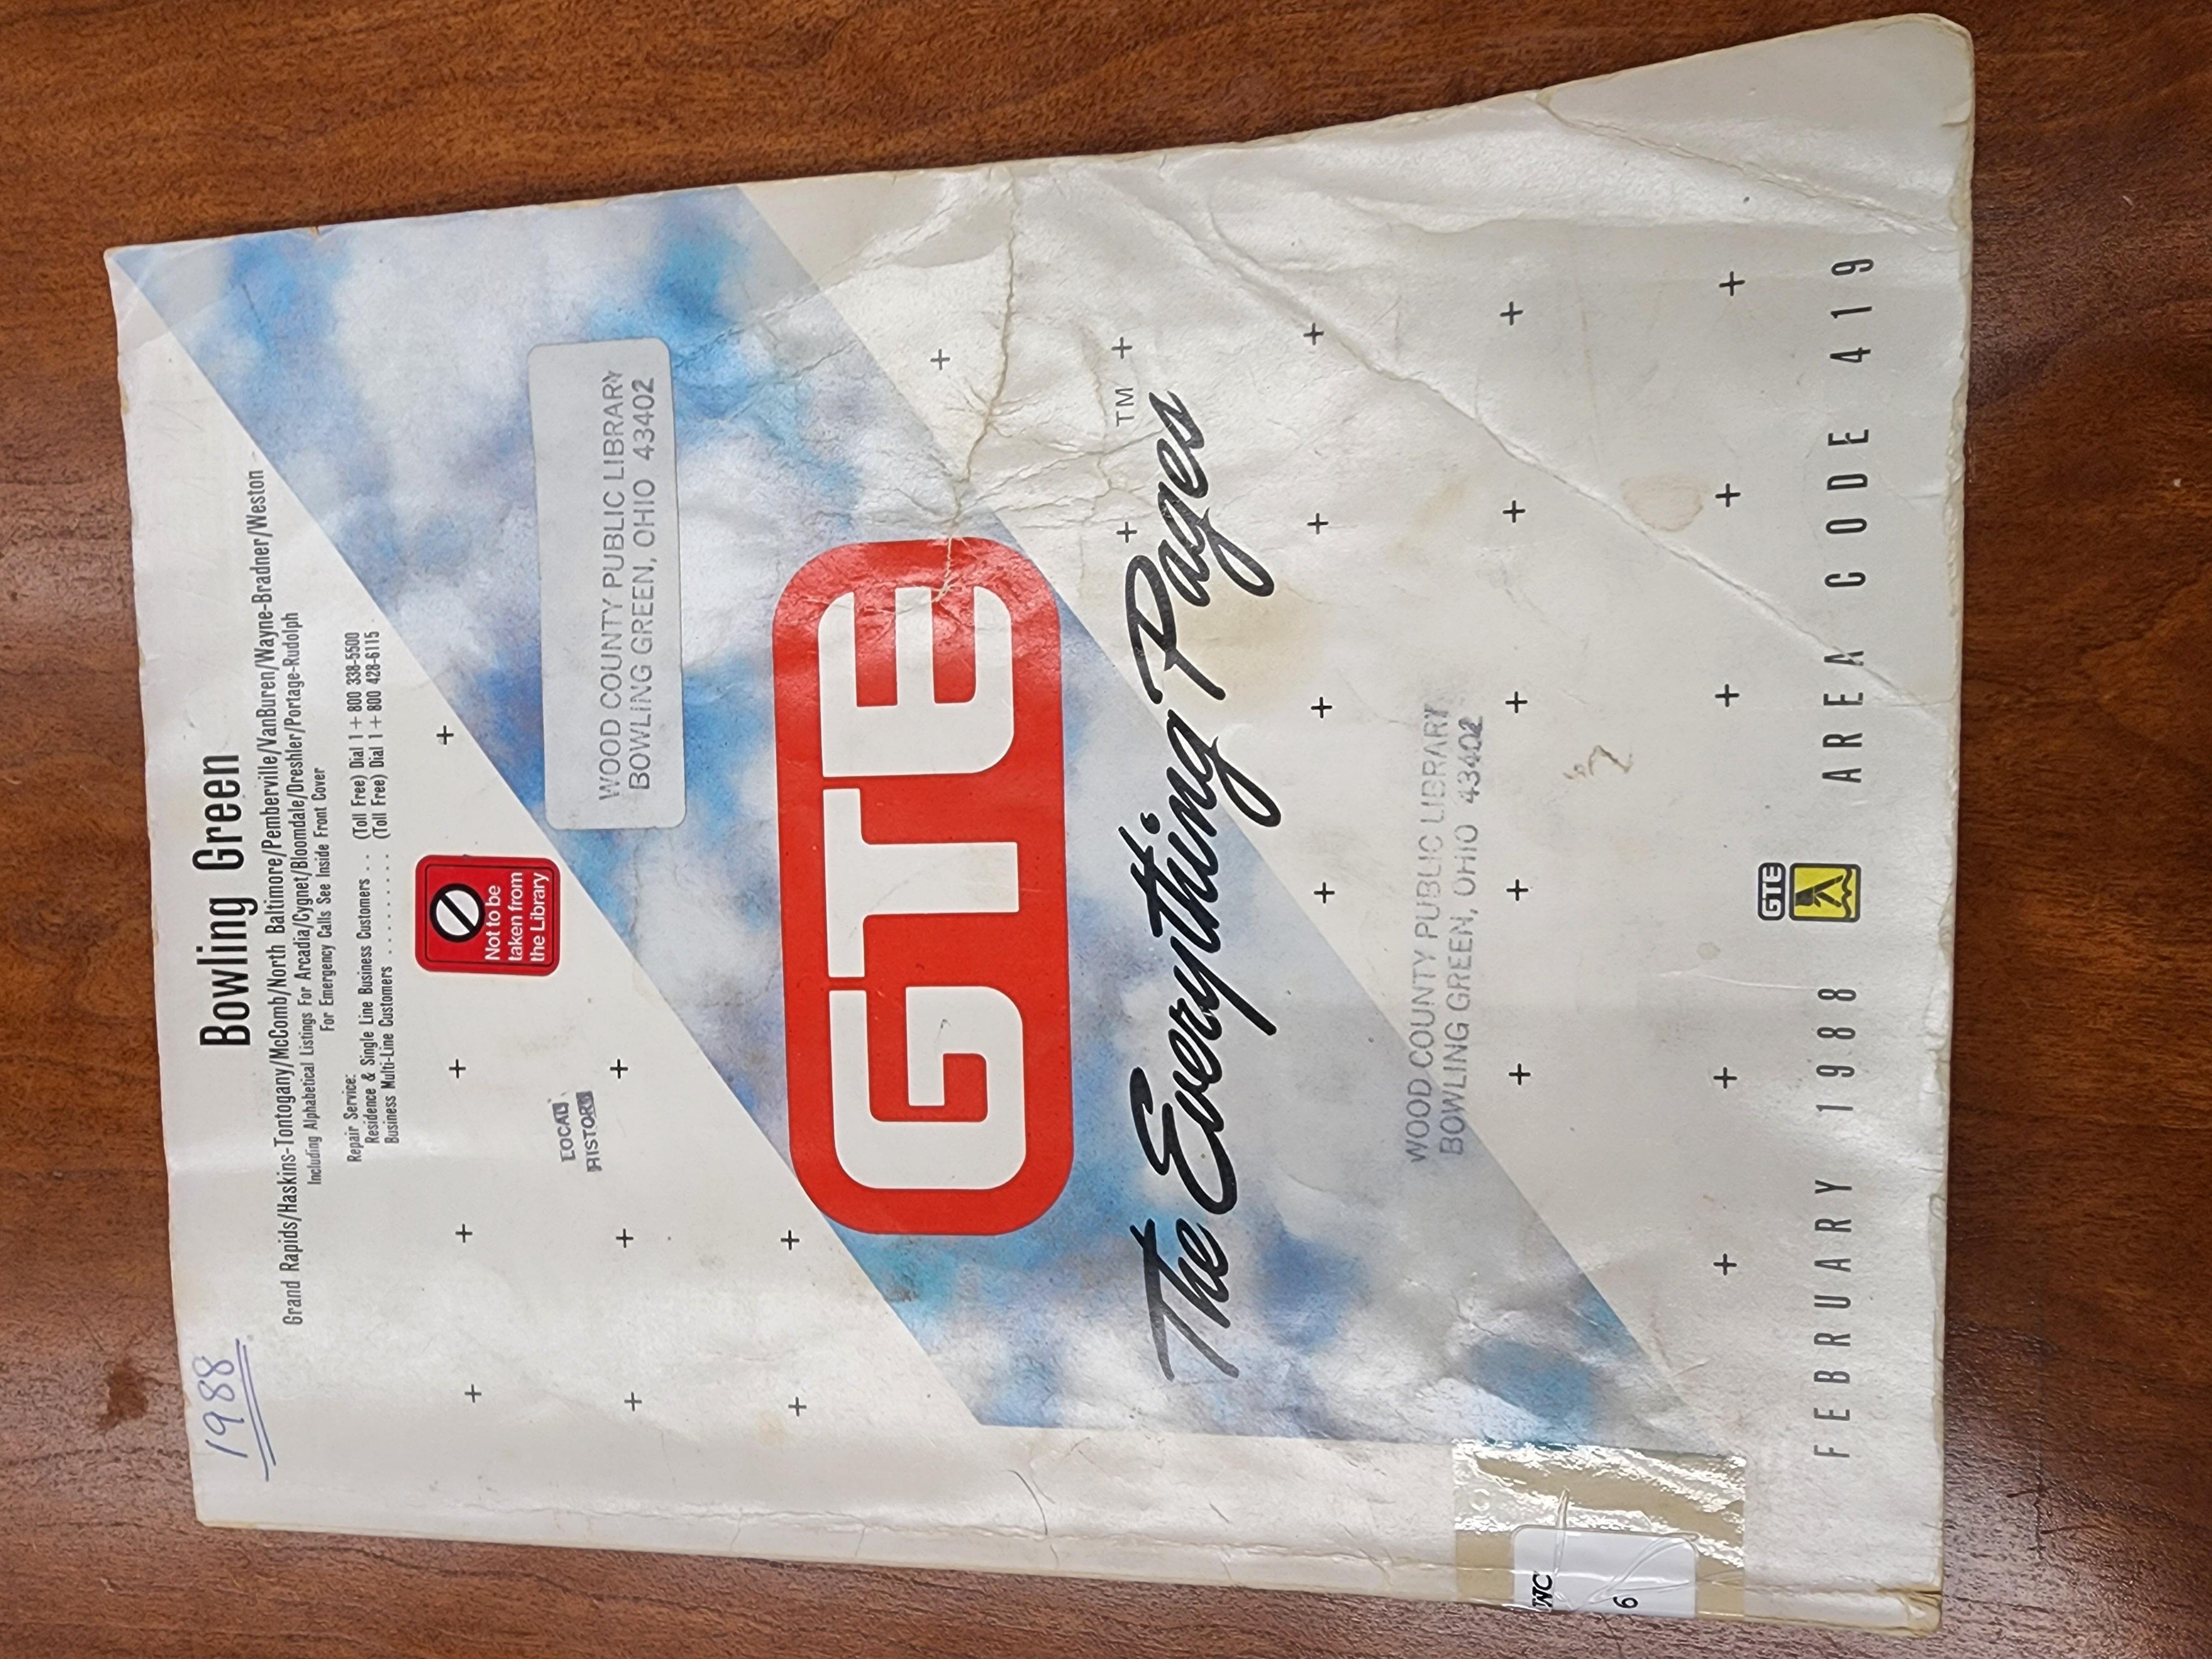 1988
Bowling Green
Grand Rapids/Haskins-Tontogany/McComb/North Baltimore/Pemberville/VanBuren/Wayne-Bradner/Weston
Including Alphabetical Listings For Arcadia/Cygnet/Bloomdale/Dreshler/Portage-Rudolph
For Emergency Calls See Inside Front Cover
Repair Service:
Residence & Single Line Business Customers . . (Toll Free) Dial 1 + 800 338-5500
Business Multi-Line Customers . . . . . . . . . . (Toll Free) Dial 1 + 800 428-6115
Not to be
taken from
the Library
LOCAL
HISTORY
WOOD COUNTY PUBLIC LIBRARY
BOWLING GREEN, OHIO 43402
GTE
The Everything Pages TM
WOOD COUNTY PUBLIC LIBRARY
BOWLING GREEN, OHIO 43402
GTE
FEBRUARY 1988 AREA CODE 419
WC
6